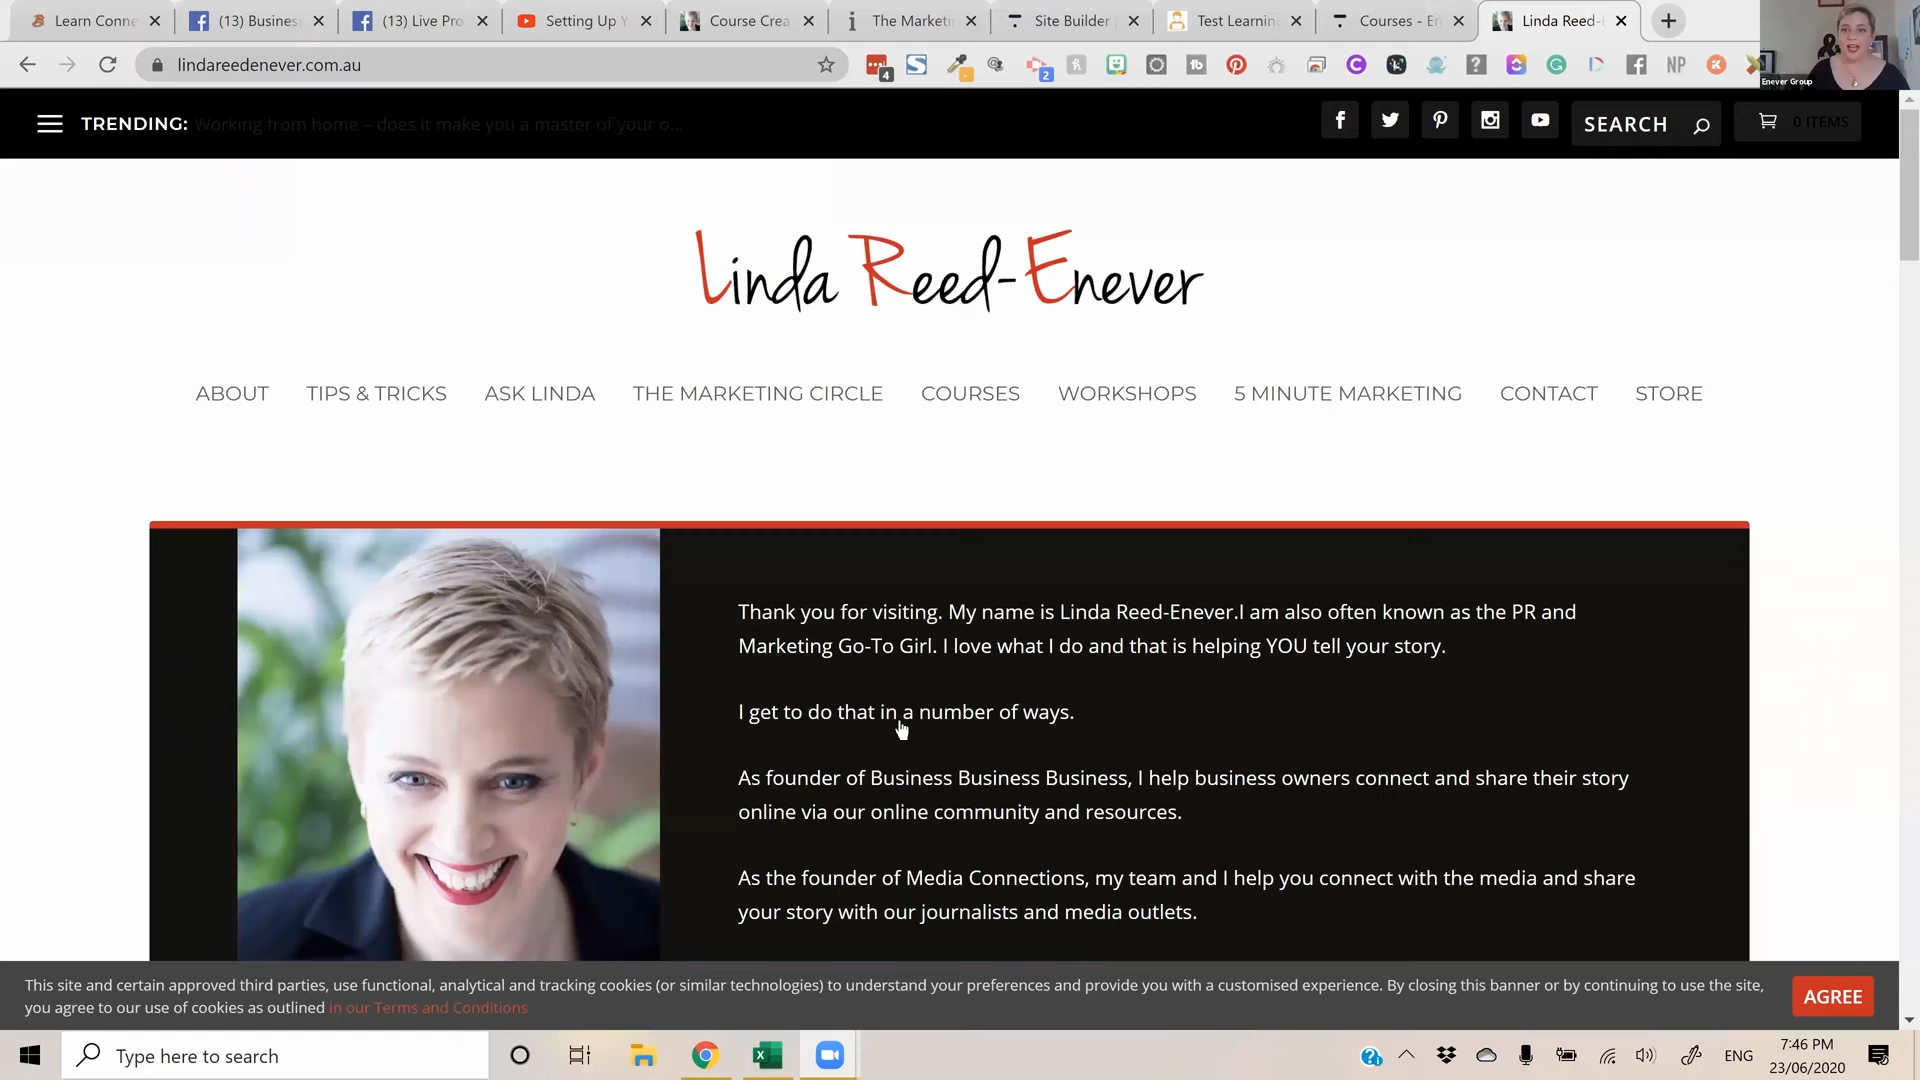 Learn Conne
(13) Busines
(13) Live Pro
Setting Up Y
Course Crea
The Marketi
Site Builder
Test Learnin
Courses - En
Linda Reed-E
lindareedenever.com.au
4
2
Enever Group
TRENDING: Working from home – does it make you a master of your o...
SEARCH
0 ITEMS
Linda Reed-Enever
ABOUT
TIPS & TRICKS
ASK LINDA
THE MARKETING CIRCLE
COURSES
WORKSHOPS
5 MINUTE MARKETING
CONTACT
STORE
Thank you for visiting. My name is Linda Reed-Enever.I am also often known as the PR and
Marketing Go-To Girl. I love what I do and that is helping YOU tell your story.
I get to do that in a number of ways.
As founder of Business Business Business, I help business owners connect and share their story
online via our online community and resources.
As the founder of Media Connections, my team and I help you connect with the media and share
your story with our journalists and media outlets.
This site and certain approved third parties, use functional, analytical and tracking cookies (or similar technologies) to understand your preferences and provide you with a customised experience. By closing this banner or by continuing to use the site,
you agree to our use of cookies as outlined in our Terms and Conditions
AGREE
Type here to search
ENG
7:46 PM
23/06/2020